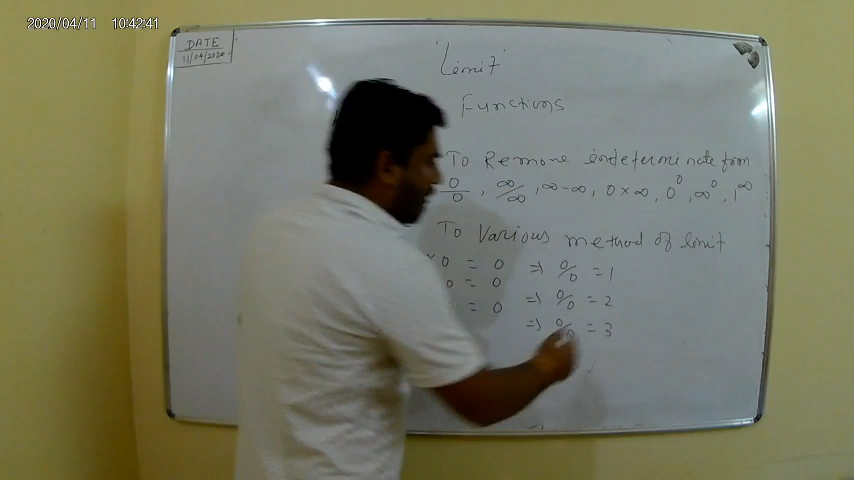 2020/04/11 10:42:41
DATE
11/04/2020
'Limit'
Functions
To Remone indeterminate from
0/0, ∞/∞, ∞-∞, 0×∞, 0⁰, ∞⁰, 1^∞
To Various method of limit
×0 = 0 => 0/0 = 1
0 = 0 => 0/0 = 2
= 0 => 0/0 = 3